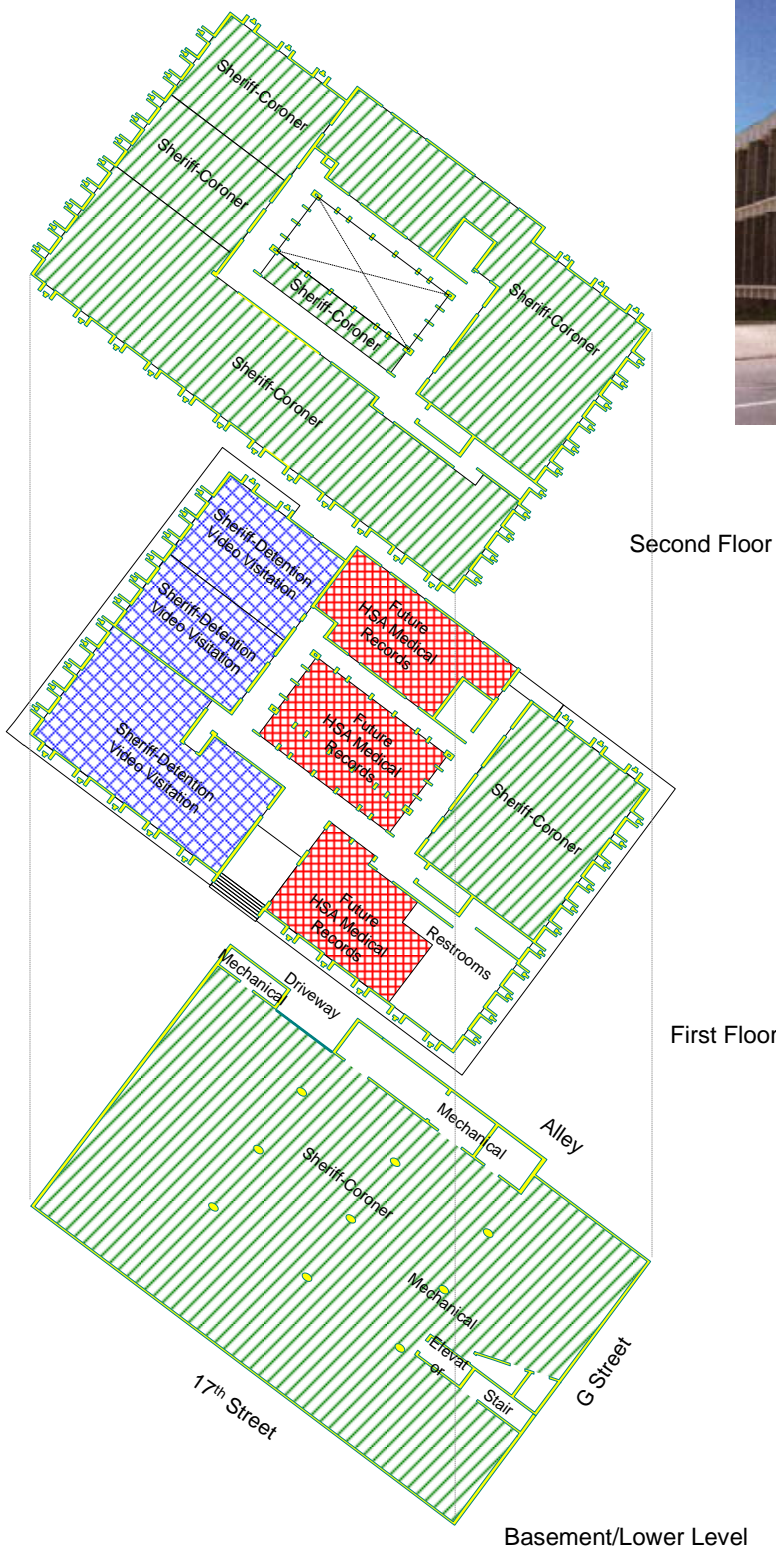 Sheriff-Coroner
Sheriff-Coroner
Sheriff-Coroner
Sheriff-Coroner
Sheriff-Coroner
Second Floor
Sheriff-Detention
Video Visitation
Sheriff-Detention
Video Visitation
Sheriff-Detention
Video Visitation
Future
HSA Medical
Records
Future
HSA Medical
Records
Future
HSA Medical
Records
Sheriff-Coroner
Restrooms
First Floor
Mechanical
Driveway
Mechanical
Alley
Sheriff-Coroner
Mechanical
Elevat
or
Stair
G Street
17th Street
Basement/Lower Level